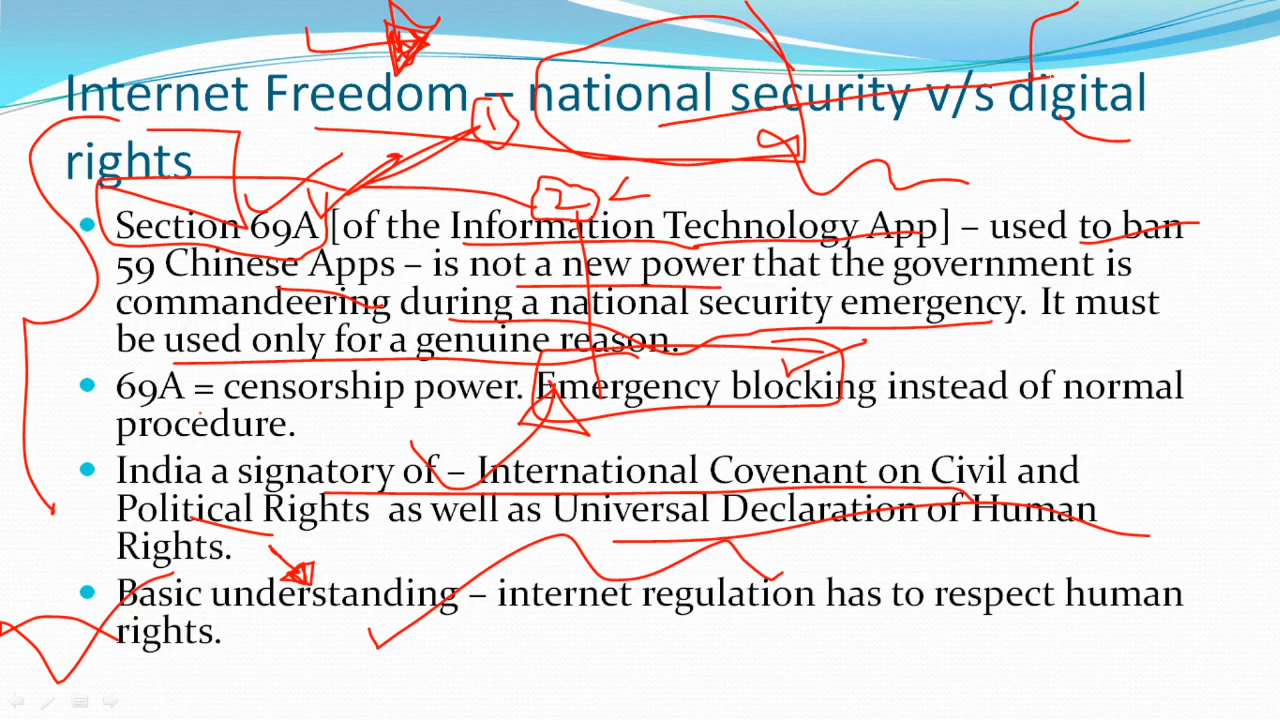 Internet Freedom – national security v/s digital
rights
1
2
Section 69A [of the Information Technology App] – used to ban
59 Chinese Apps – is not a new power that the government is
commandeering during a national security emergency. It must
be used only for a genuine reason.
69A = censorship power. Emergency blocking instead of normal
procedure.
India a signatory of – International Covenant on Civil and
Political Rights as well as Universal Declaration of Human
Rights.
Basic understanding – internet regulation has to respect human
rights.